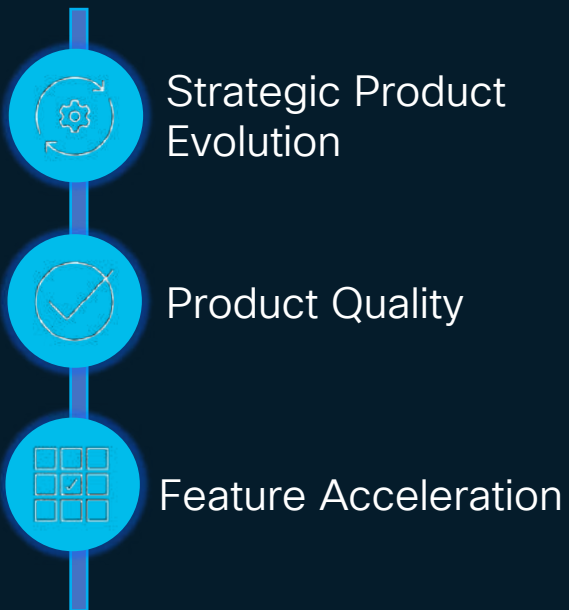 Strategic Product
Evolution
Product Quality
Feature Acceleration